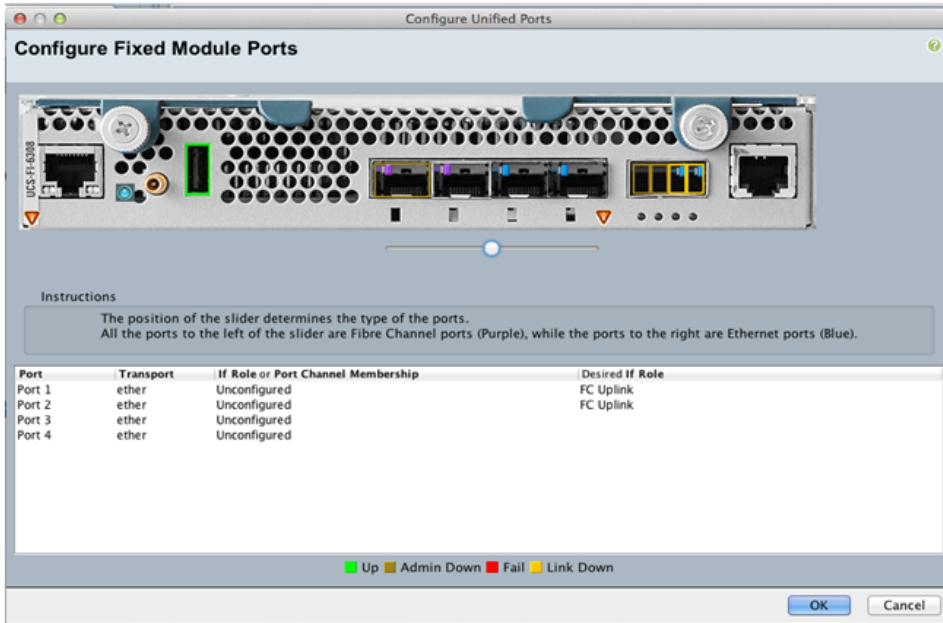 Configure Unified Ports
Configure Fixed Module Ports
?
UCS-FI-6308
Instructions
The position of the slider determines the type of the ports.
All the ports to the left of the slider are Fibre Channel ports (Purple), while the ports to the right are Ethernet ports (Blue).
Port Transport If Role or Port Channel Membership Desired If Role
Port 1 ether Unconfigured FC Uplink
Port 2 ether Unconfigured FC Uplink
Port 3 ether Unconfigured
Port 4 ether Unconfigured
Up Admin Down Fail Link Down
OK Cancel